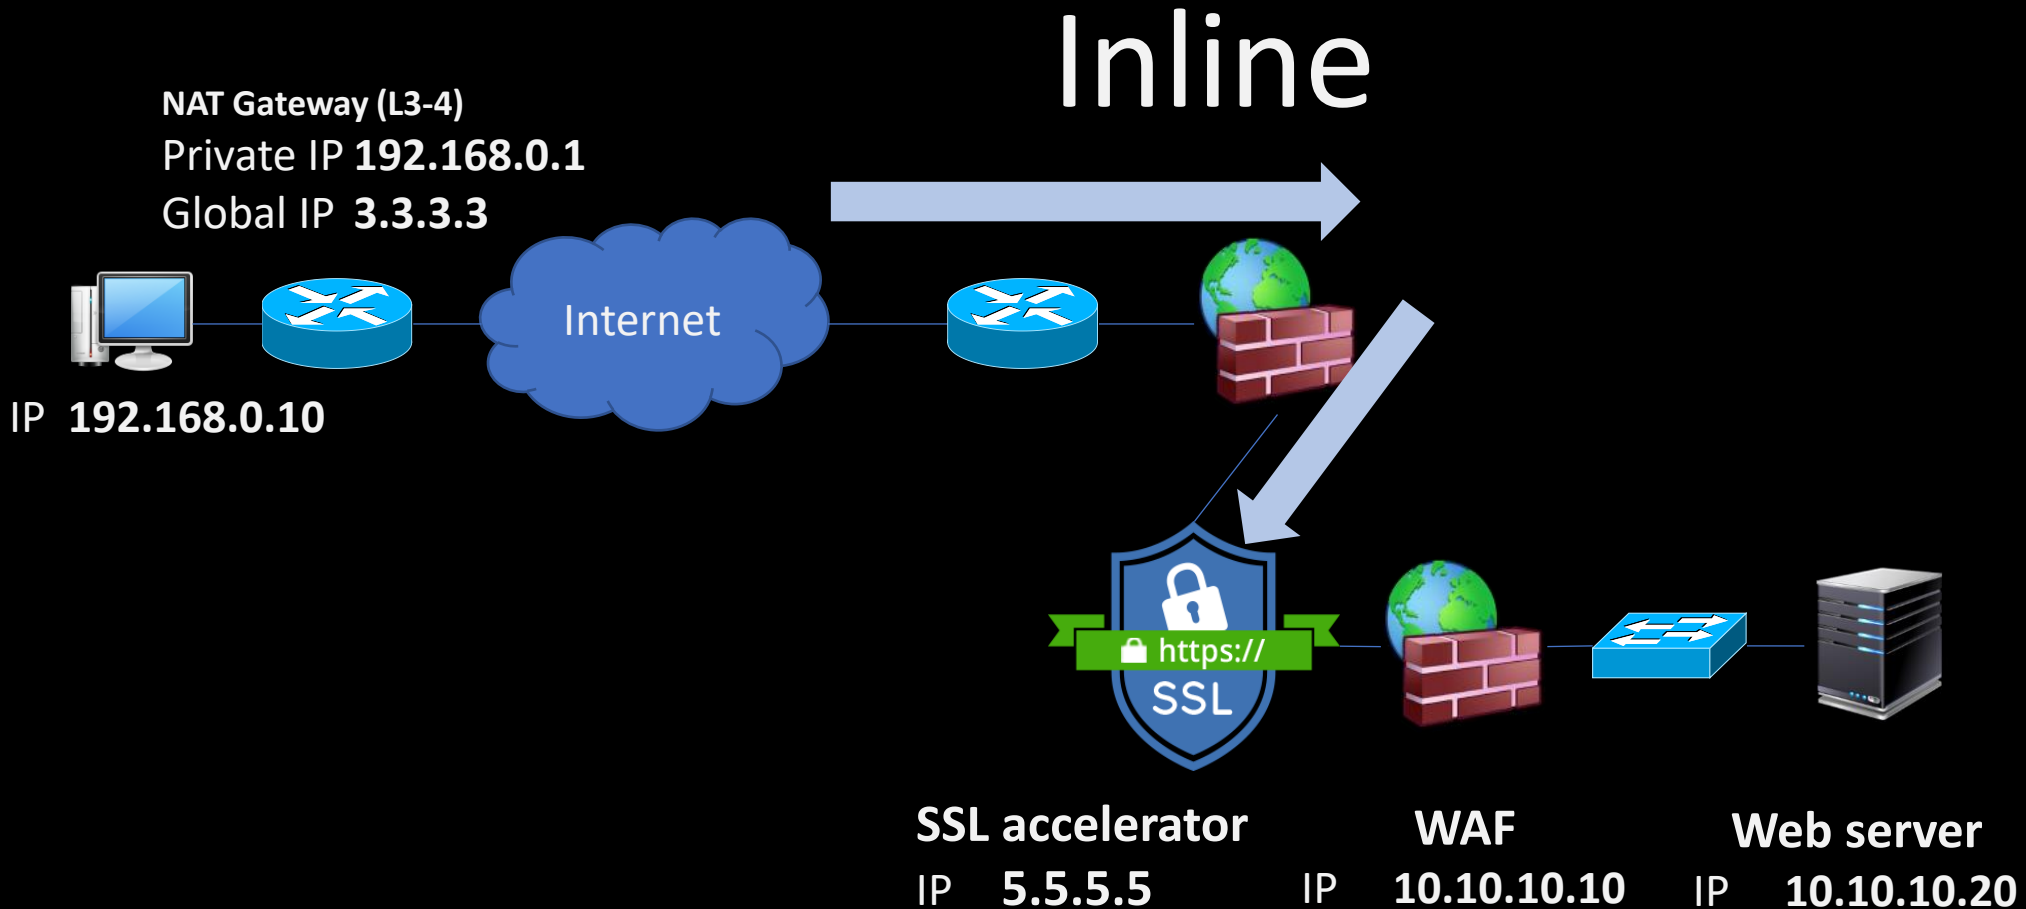 Inline
NAT Gateway (L3-4)
Private IP 192.168.0.1
Global IP 3.3.3.3
Internet
IP 192.168.0.10
https://
SSL
SSL accelerator
IP 5.5.5.5
WAF
IP 10.10.10.10
Web server
IP 10.10.10.20